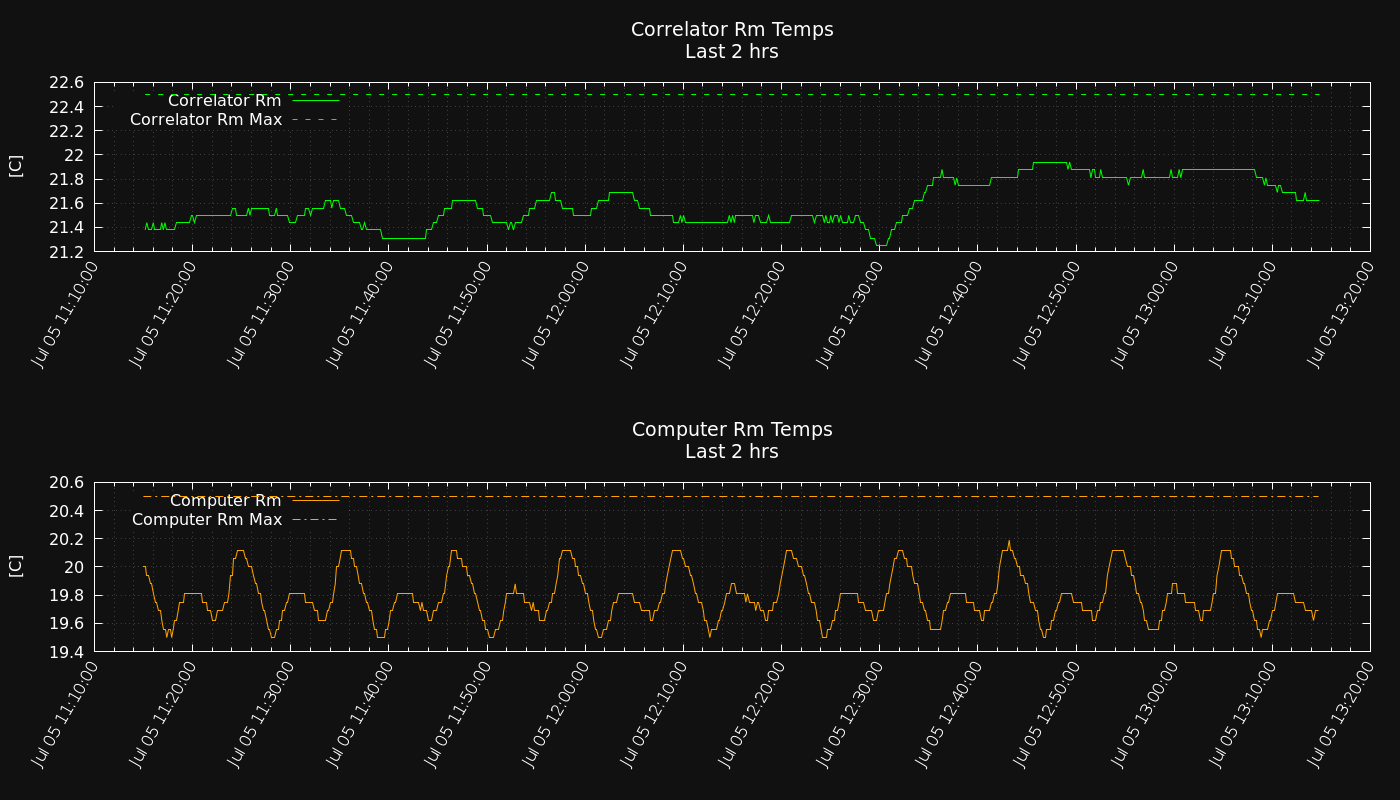 Correlator Rm Temps
Last 2 hrs
22.6
22.4
22.2
22
21.8
21.6
21.4
21.2
[C]
Correlator Rm
Correlator Rm Max
Jul 05 11:10:00
Jul 05 11:20:00
Jul 05 11:30:00
Jul 05 11:40:00
Jul 05 11:50:00
Jul 05 12:00:00
Jul 05 12:10:00
Jul 05 12:20:00
Jul 05 12:30:00
Jul 05 12:40:00
Jul 05 12:50:00
Jul 05 13:00:00
Jul 05 13:10:00
Jul 05 13:20:00
Computer Rm Temps
Last 2 hrs
20.6
20.4
20.2
20
19.8
19.6
19.4
[C]
Computer Rm
Computer Rm Max
Jul 05 11:10:00
Jul 05 11:20:00
Jul 05 11:30:00
Jul 05 11:40:00
Jul 05 11:50:00
Jul 05 12:00:00
Jul 05 12:10:00
Jul 05 12:20:00
Jul 05 12:30:00
Jul 05 12:40:00
Jul 05 12:50:00
Jul 05 13:00:00
Jul 05 13:10:00
Jul 05 13:20:00